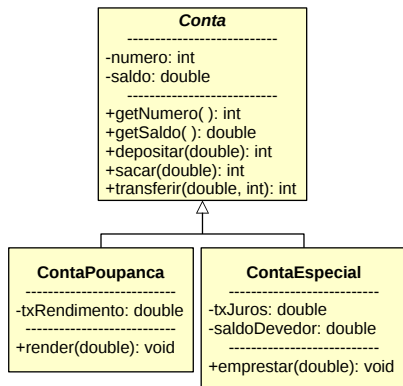 Conta
---------------------------
-numero: int
-saldo: double
---------------------------
+getNumero( ): int
+getSaldo( ): double
+depositar(double): int
+sacar(double): int
+transferir(double, int): int
ContaPoupanca
---------------------------
-txRendimento: double
---------------------------
+render(double): void
ContaEspecial
---------------------------
-txJuros: double
-saldoDevedor: double
---------------------------
+emprestar(double): void